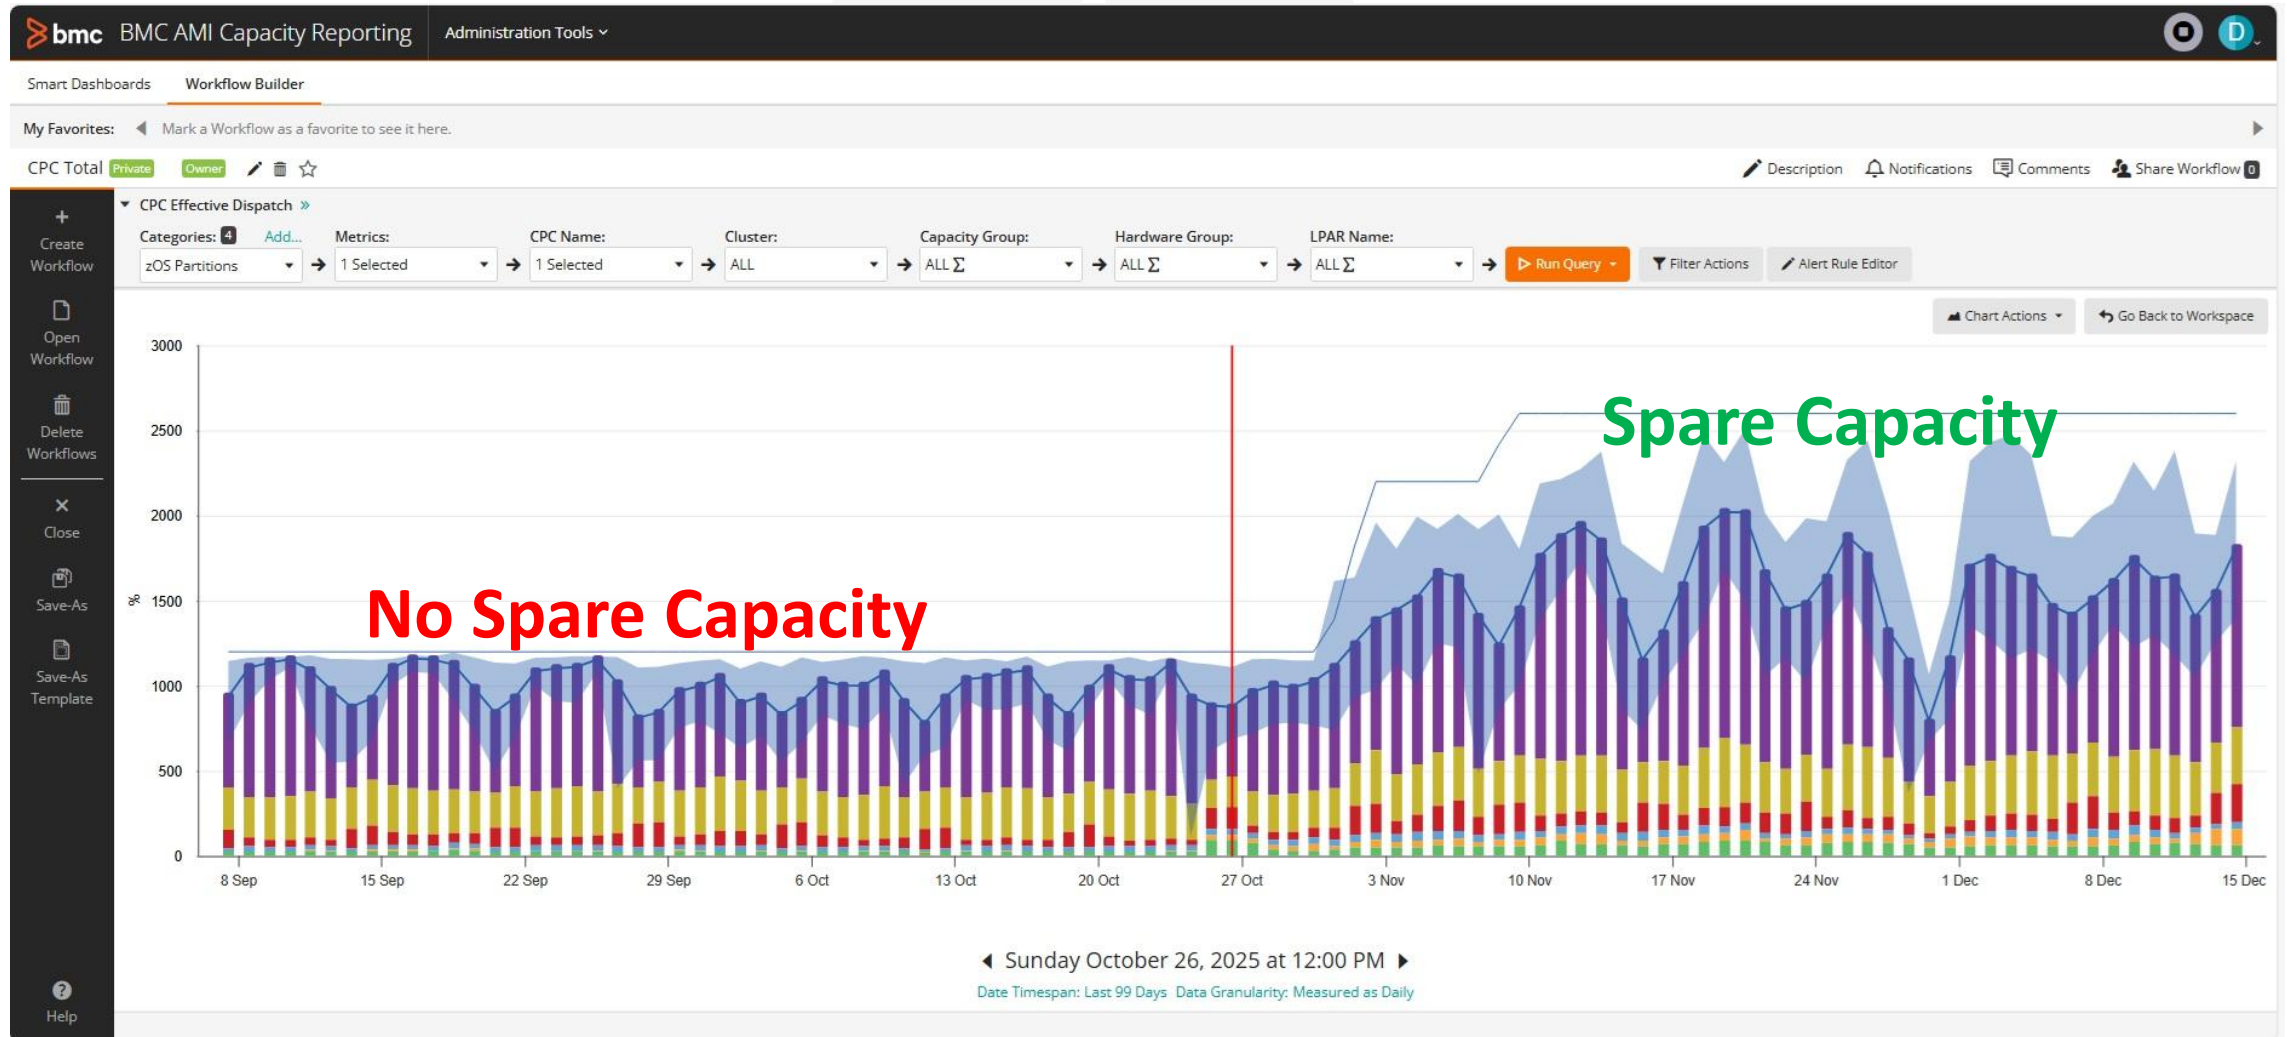 bmc BMC AMI Capacity Reporting Administration Tools D
Smart Dashboards Workflow Builder
My Favorites: Mark a Workflow as a favorite to see it here.
CPC Total Private Owner Description Notifications Comments Share Workflow 0
CPC Effective Dispatch »
Categories: 4 Add... Metrics: CPC Name: Cluster: Capacity Group: Hardware Group: LPAR Name:
zOS Partitions 1 Selected 1 Selected ALL ALL Σ ALL Σ ALL Σ Run Query Filter Actions Alert Rule Editor
+
Create
Workflow
Open
Workflow
Delete
Workflows
Close
Save-As
Save-As
Template
Help
Chart Actions Go Back to Workspace
3000
2500
2000
1500
1000
500
0
%
No Spare Capacity
Spare Capacity
8 Sep 15 Sep 22 Sep 29 Sep 6 Oct 13 Oct 20 Oct 27 Oct 3 Nov 10 Nov 17 Nov 24 Nov 1 Dec 8 Dec 15 Dec
Sunday October 26, 2025 at 12:00 PM
Date Timespan: Last 99 Days Data Granularity: Measured as Daily